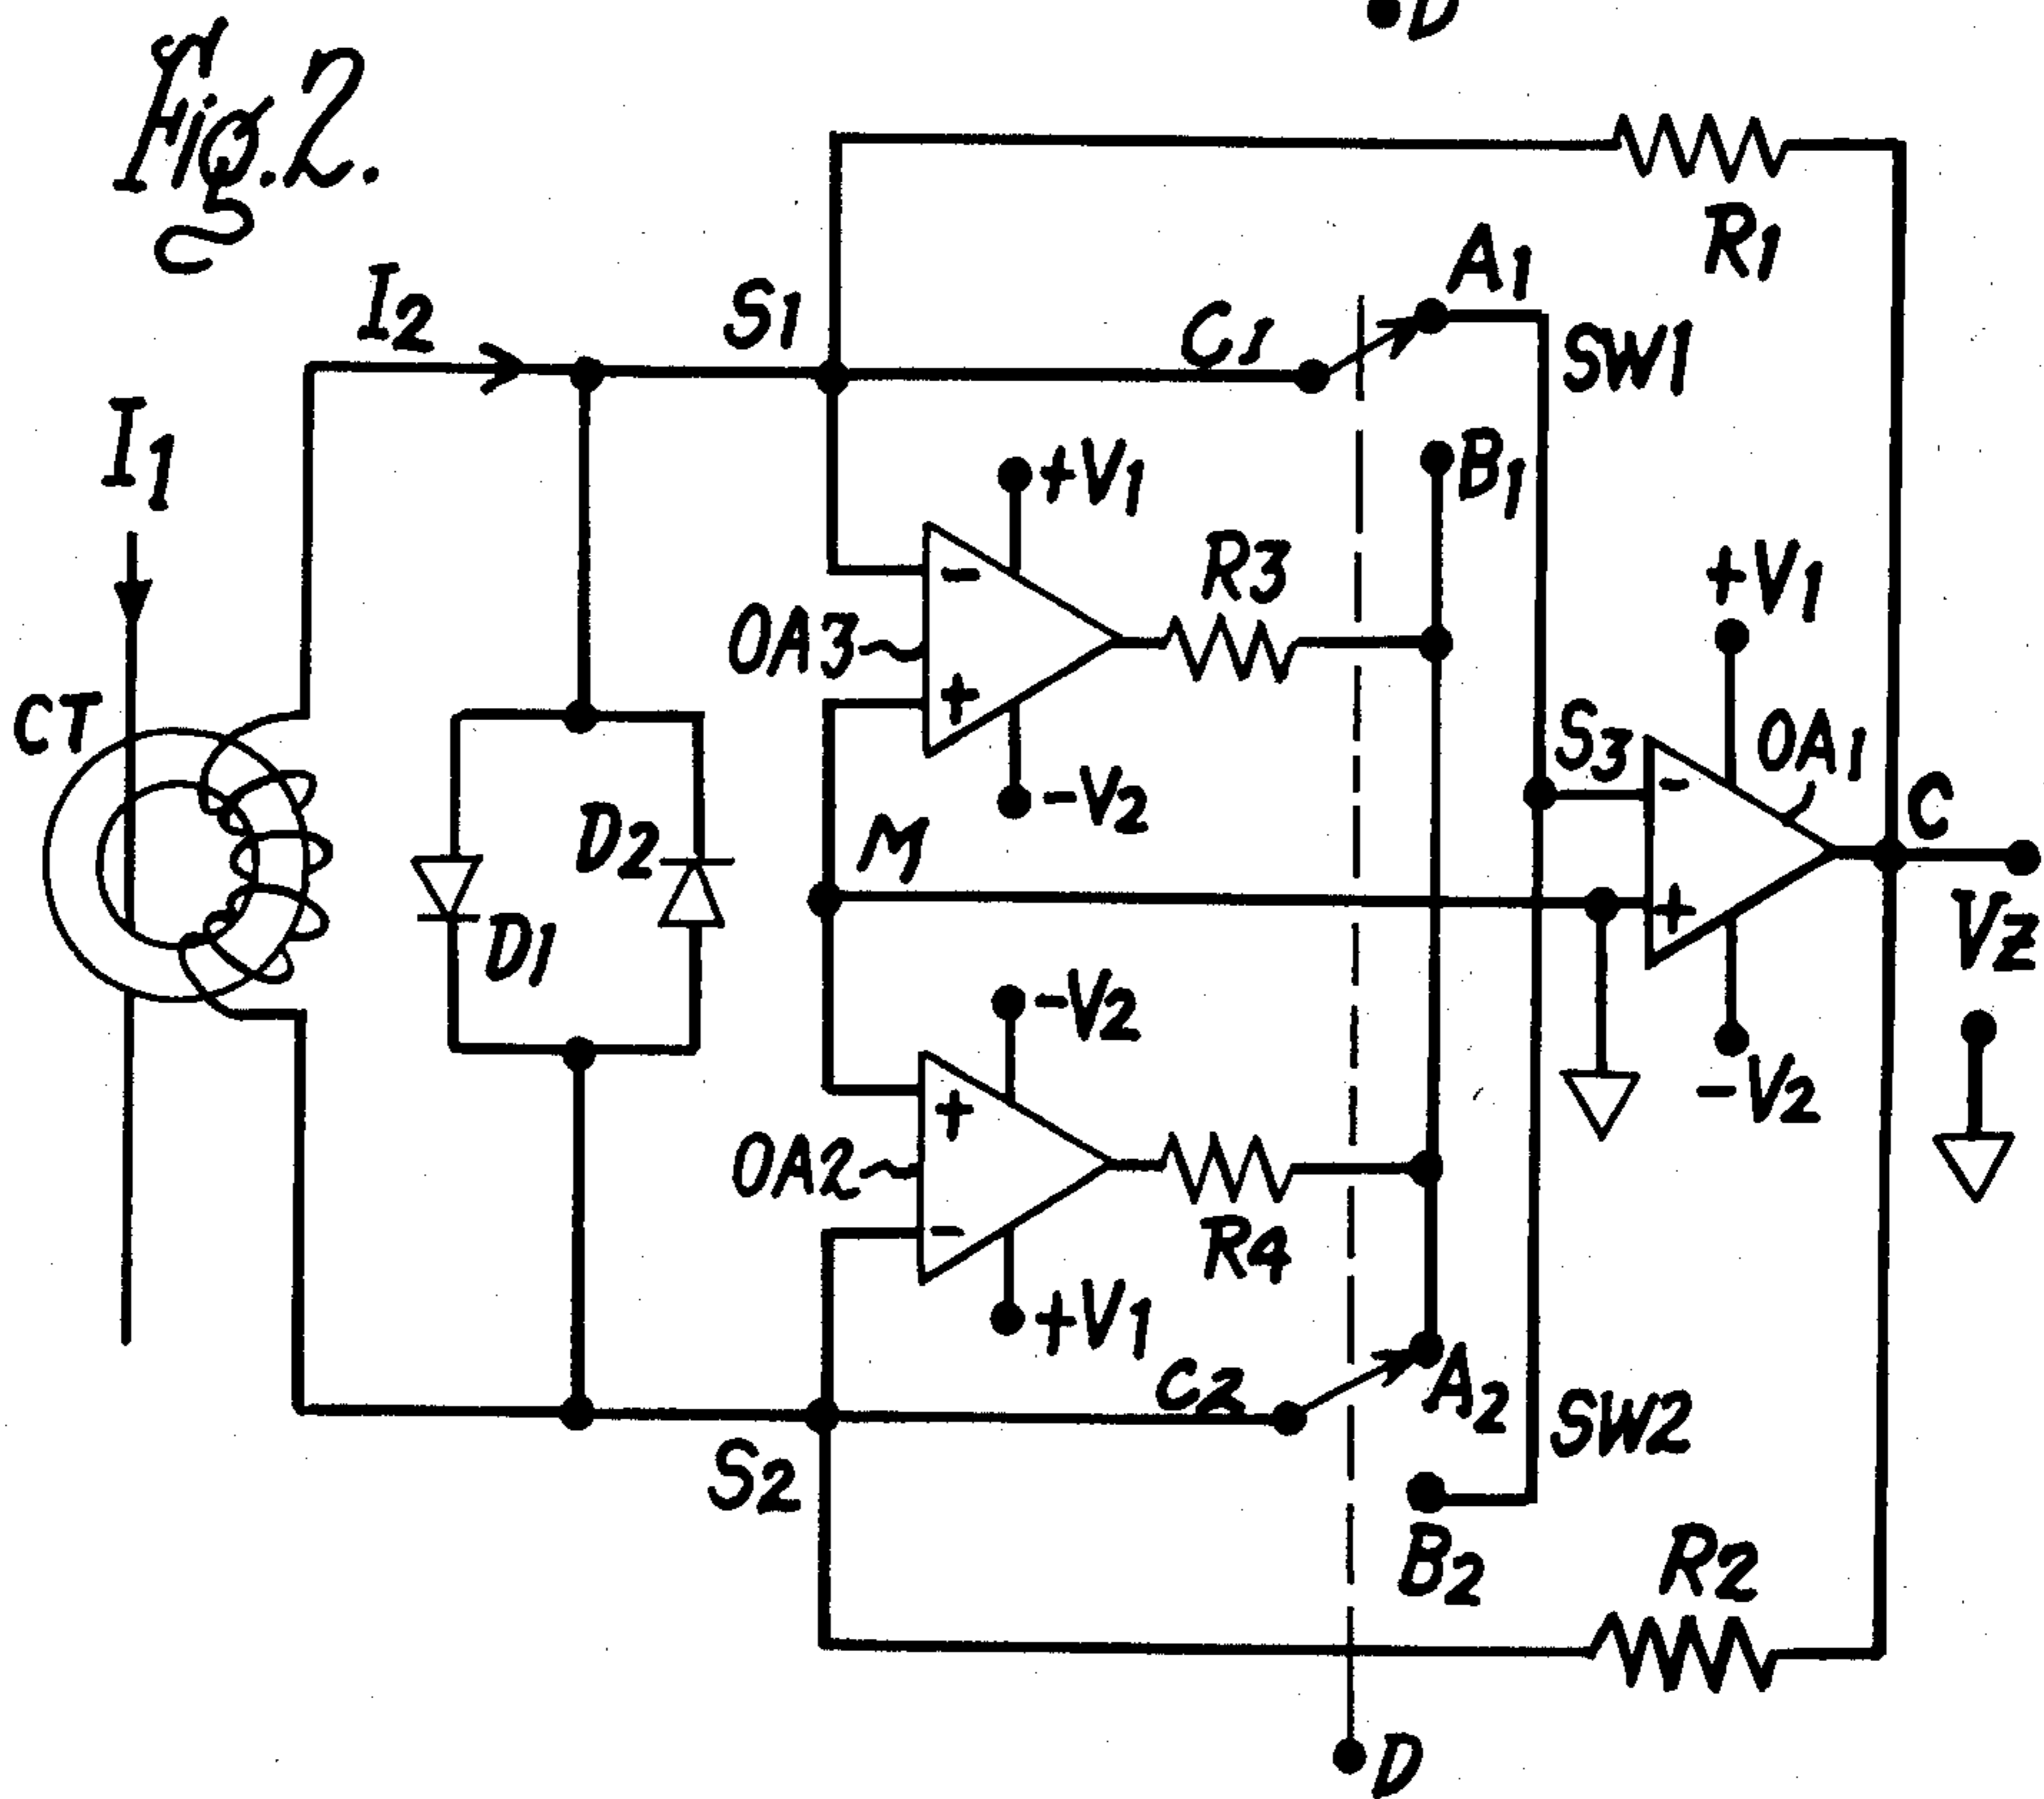 D
Fig. 2.
R1
A1
I2
S1
C1
SW1
I1
B1
+V1
R3
+V1
OA3
-
+
S3
OA1
CT
-
C
-V2
D2
M
+
VZ
D1
-V2
-V2
+
OA2
-
R4
+V1
C2
A2
SW2
S2
B2
R2
D